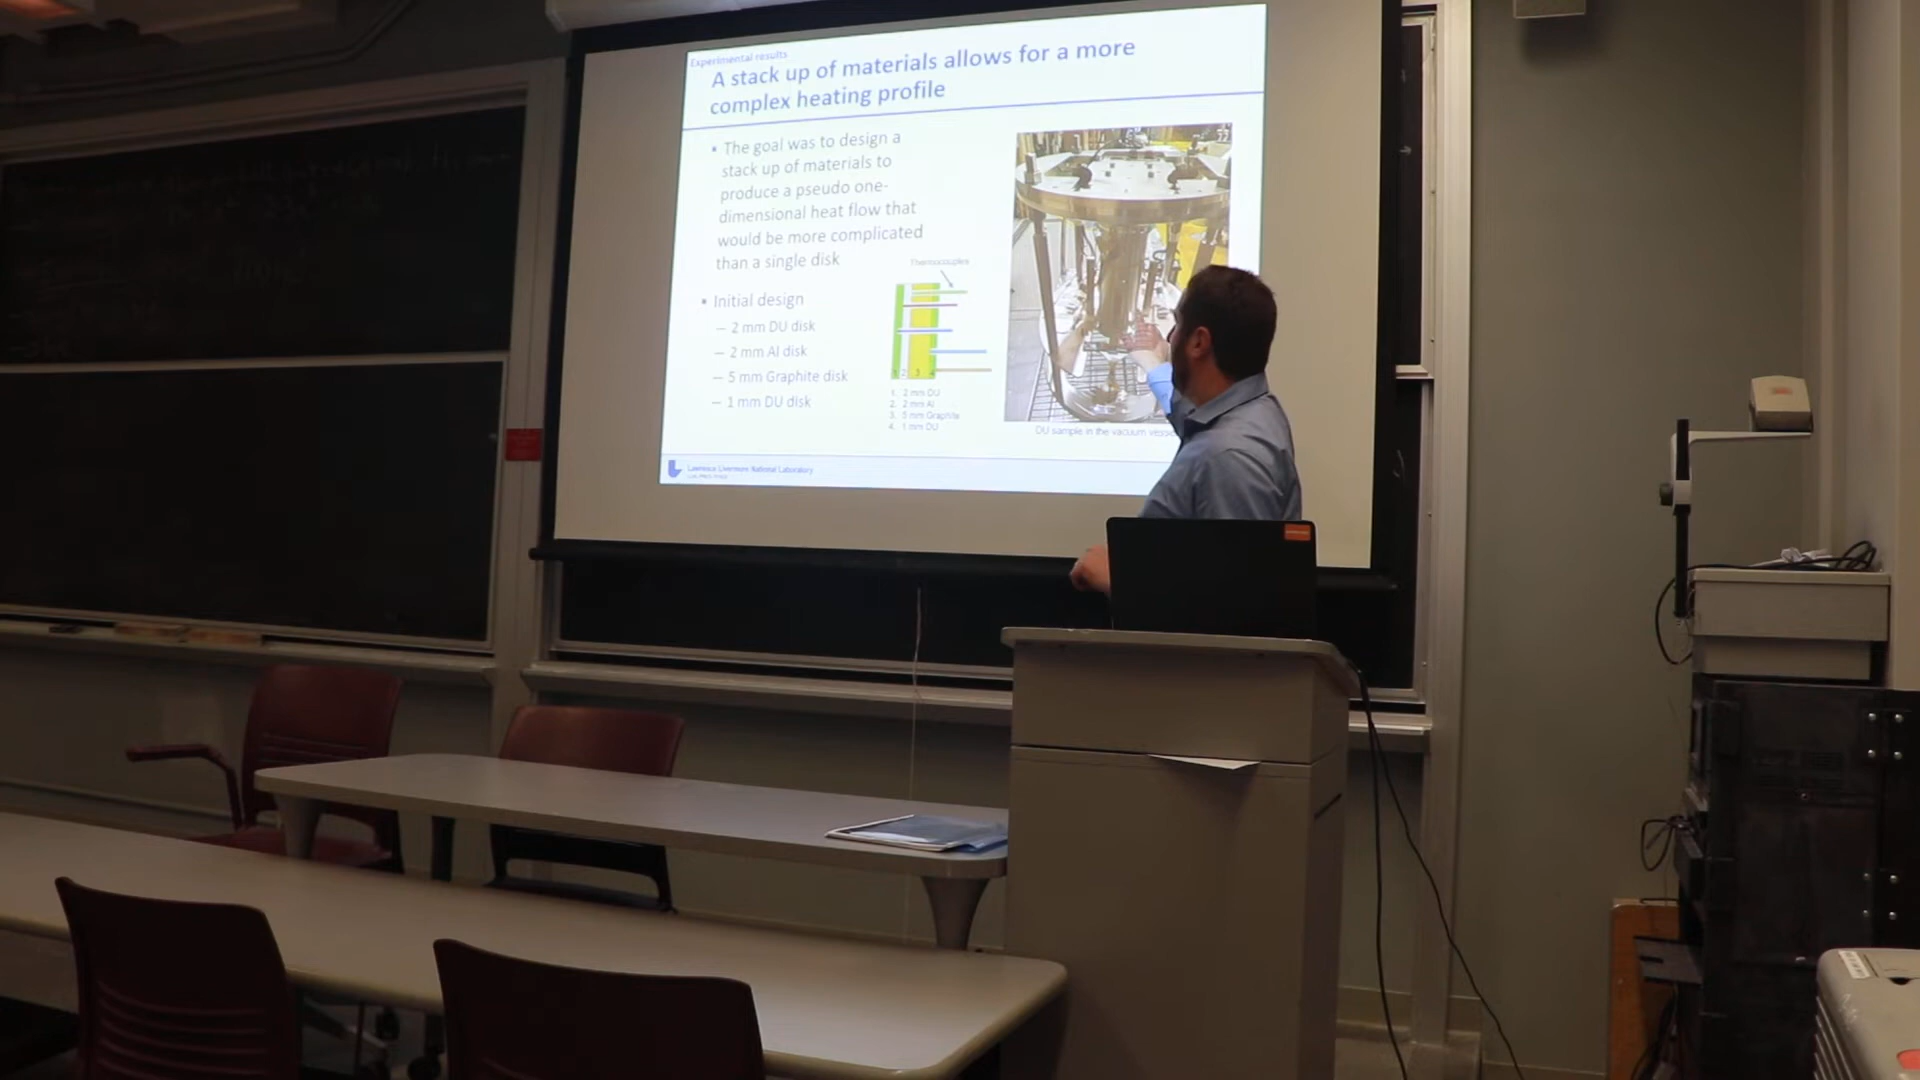 Experimental results
A stack up of materials allows for a more
complex heating profile
▪ The goal was to design a
stack up of materials to
produce a pseudo one-
dimensional heat flow that
would be more complicated
than a single disk
▪ Initial design
— 2 mm DU disk
— 2 mm Al disk
— 5 mm Graphite disk
— 1 mm DU disk
Thermocouples
1 2 3 4
1. 2 mm DU
2. 2 mm Al
3. 5 mm Graphite
4. 1 mm DU
DU sample in the vacuum
Lawrence Livermore National Laboratory